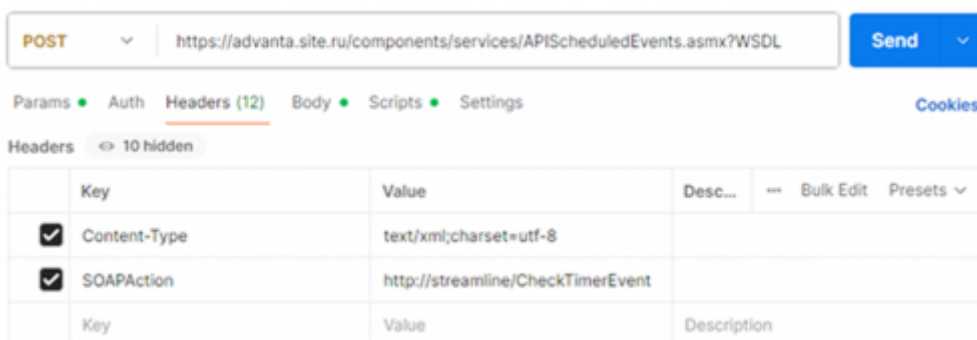 POST https://advanta.site.ru/components/services/APIScheduledEvents.asmx?WSDL Send
Params Auth Headers (12) Body Scripts Settings Cookies
Headers 10 hidden
Key Value Desc... ••• Bulk Edit Presets
Content-Type text/xml;charset=utf-8
SOAPAction http://streamline/CheckTimerEvent
Key Value Description